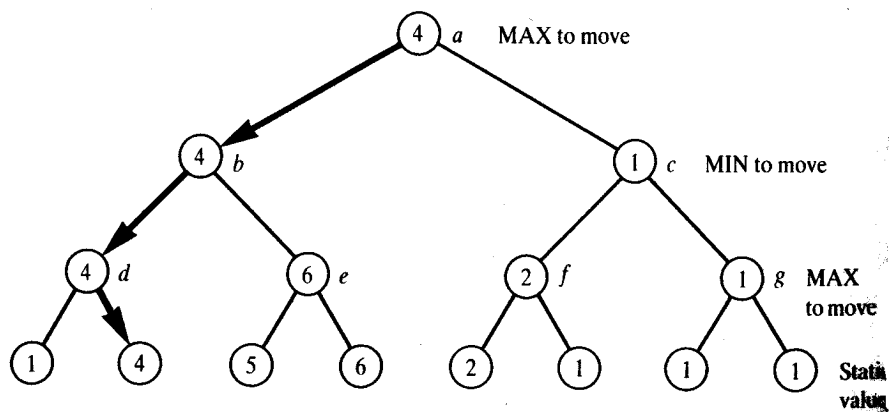 4 a MAX to move
4 b 1 c MIN to move
4 d 6 e 2 f 1 g MAX
to move
1 4 5 6 2 1 1 1